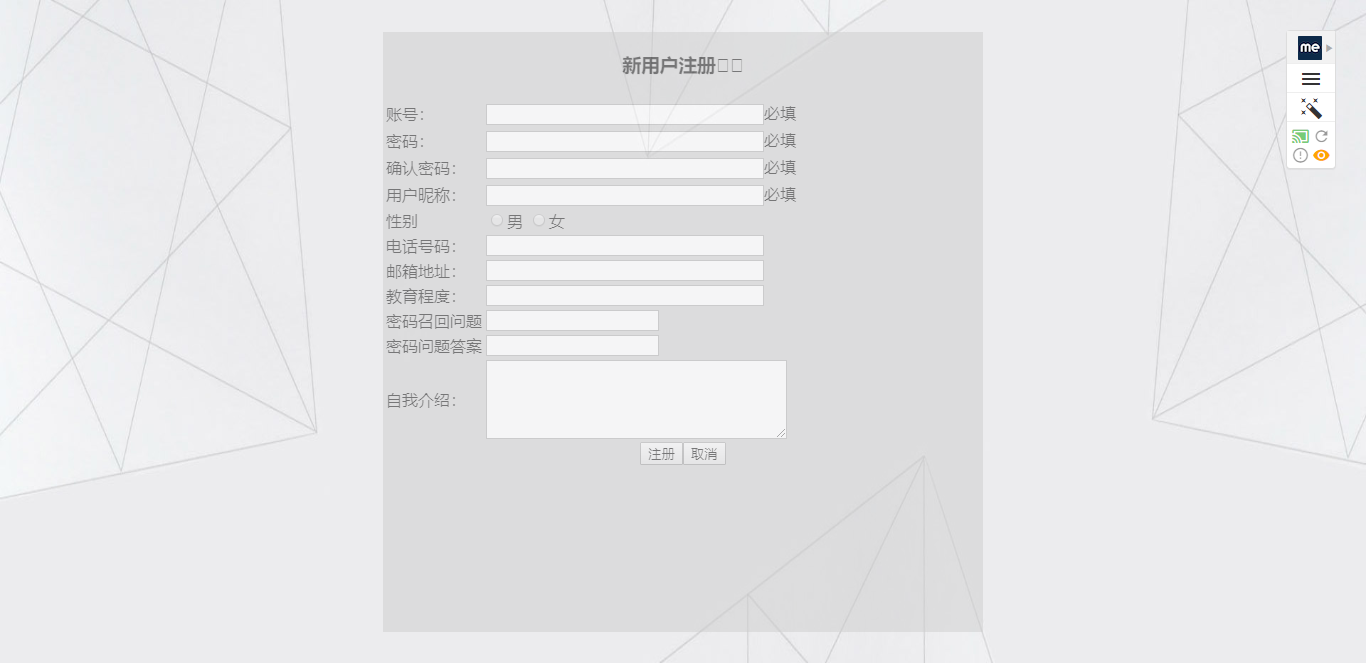 新用户注册
账号： 必填
密码： 必填
确认密码： 必填
用户昵称： 必填
性别 男 女
电话号码：
邮箱地址：
教育程度：
密码召回问题
密码问题答案
自我介绍：
注册 取消
me